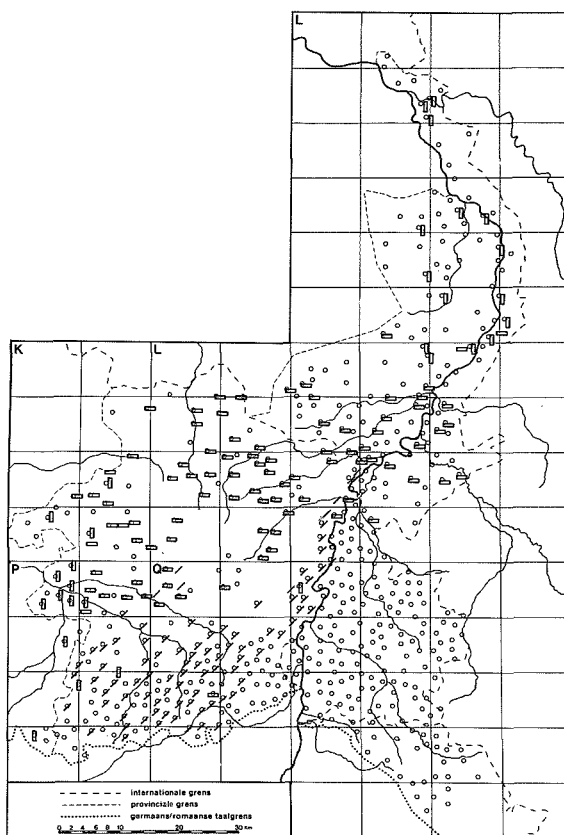 L
K
L
P
Q
internationale grens
provinciale grens
germaans/romaanse taalgrens
0 2 4 6 8 10 20 30 km